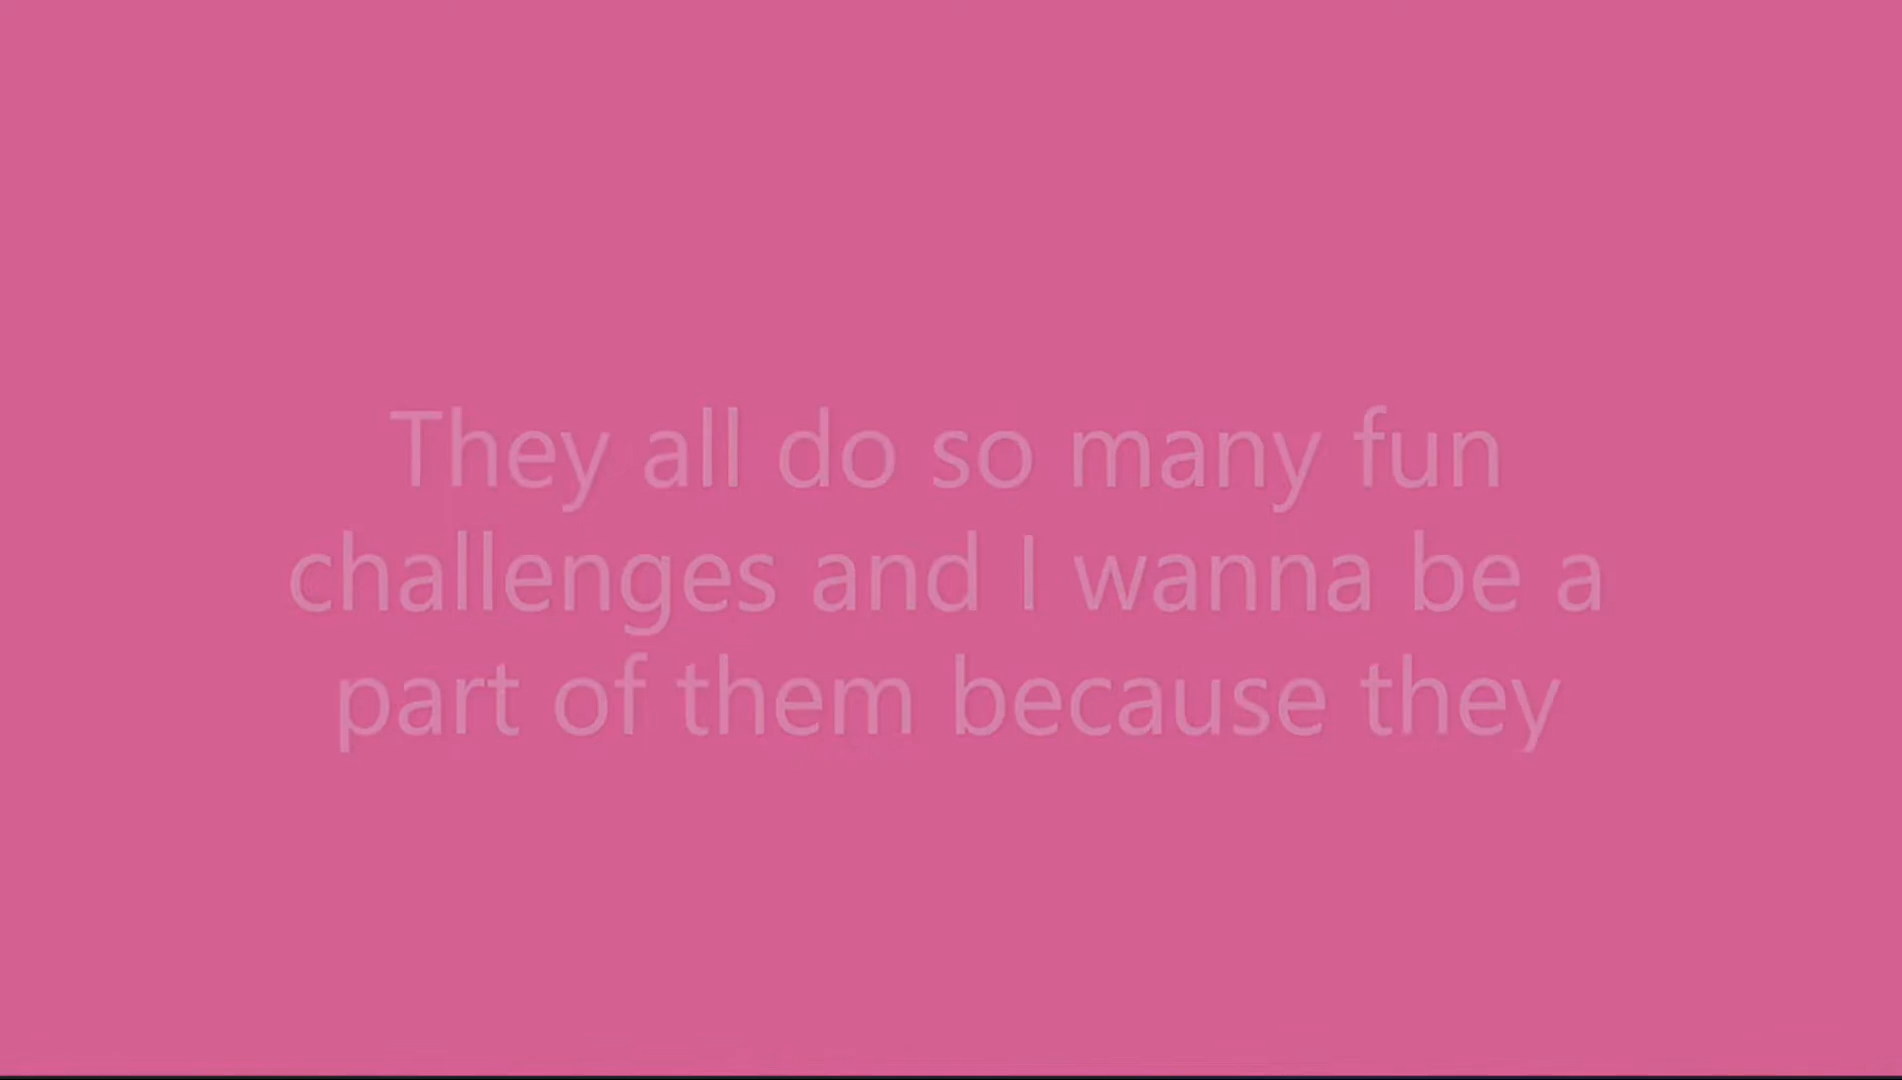 They all do so many fun
challenges and I wanna be a
part of them because they